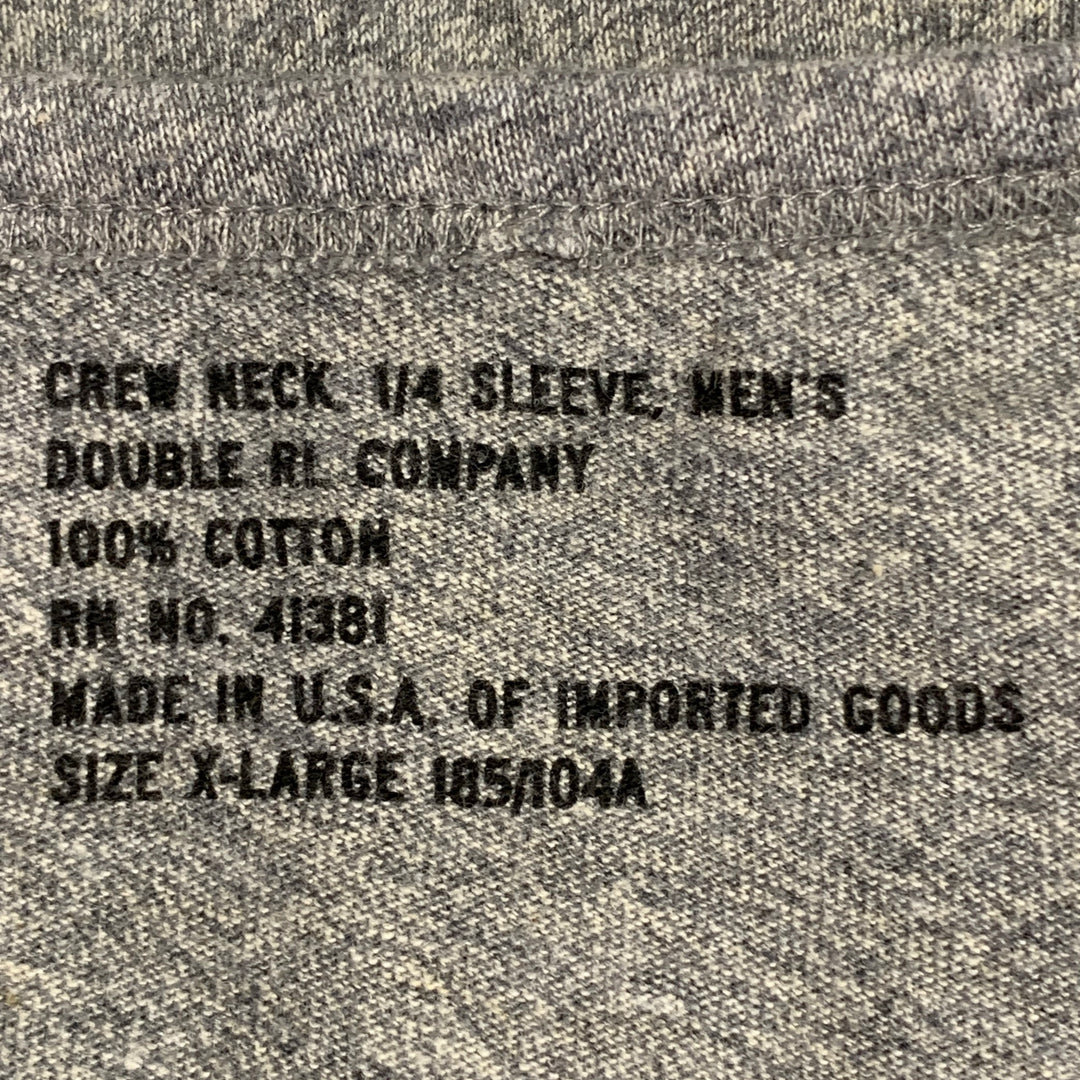 CREW NECK 1/4 SLEEVE, MEN'S
DOUBLE RL COMPANY
100% COTTON
RN NO. 41381
MADE IN U.S.A. OF IMPORTED GOODS
SIZE X-LARGE 185/104A